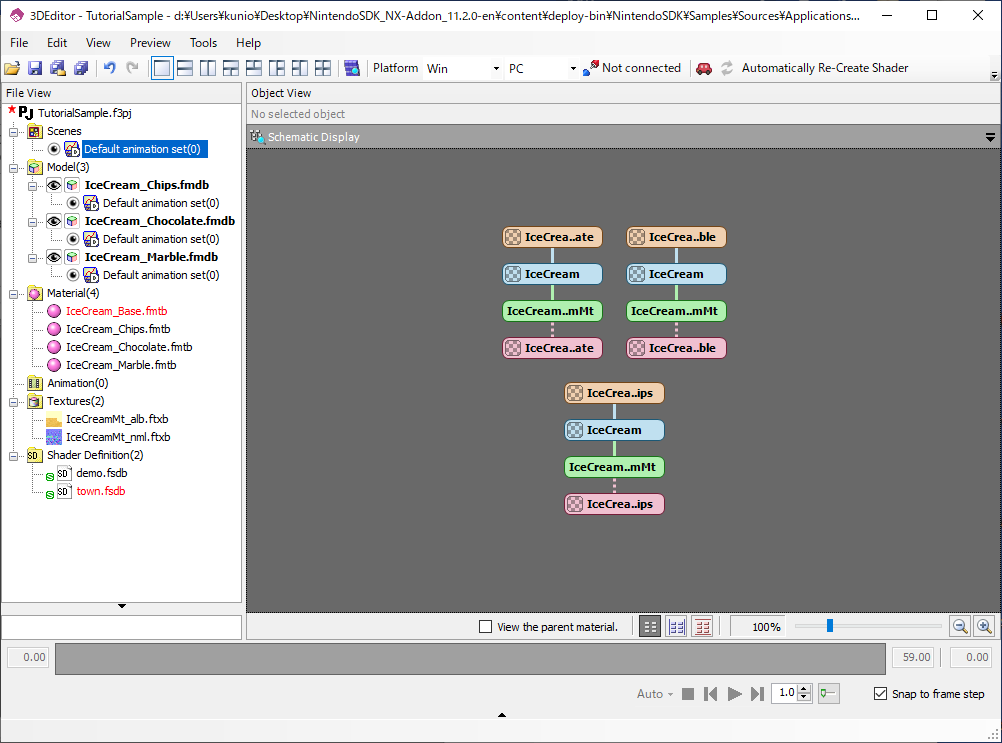 3DEditor - TutorialSample - d:¥Users¥kunio¥Desktop¥NintendoSDK_NX-Addon_11.2.0-en¥content¥deploy-bin¥NintendoSDK¥Samples¥Sources¥Applications...
File Edit View Preview Tools Help
Platform Win PC Not connected Automatically Re-Create Shader
File View
TutorialSample.f3pj
Scenes
Default animation set(0)
Model(3)
IceCream_Chips.fmdb
Default animation set(0)
IceCream_Chocolate.fmdb
Default animation set(0)
IceCream_Marble.fmdb
Default animation set(0)
Material(4)
IceCream_Base.fmtb
IceCream_Chips.fmtb
IceCream_Chocolate.fmtb
IceCream_Marble.fmtb
Animation(0)
Textures(2)
IceCreamMt_alb.ftxb
IceCreamMt_nml.ftxb
Shader Definition(2)
SD demo.fsdb
SD town.fsdb
Object View
No selected object
Schematic Display
IceCrea..ate IceCrea..ble
IceCream IceCream
IceCream..mMt IceCream..mMt
IceCrea..ate IceCrea..ble
IceCrea..ips
IceCream
IceCream..mMt
IceCrea..ips
View the parent material. 100%
0.00 59.00 0.00
Auto 1.0 Snap to frame step